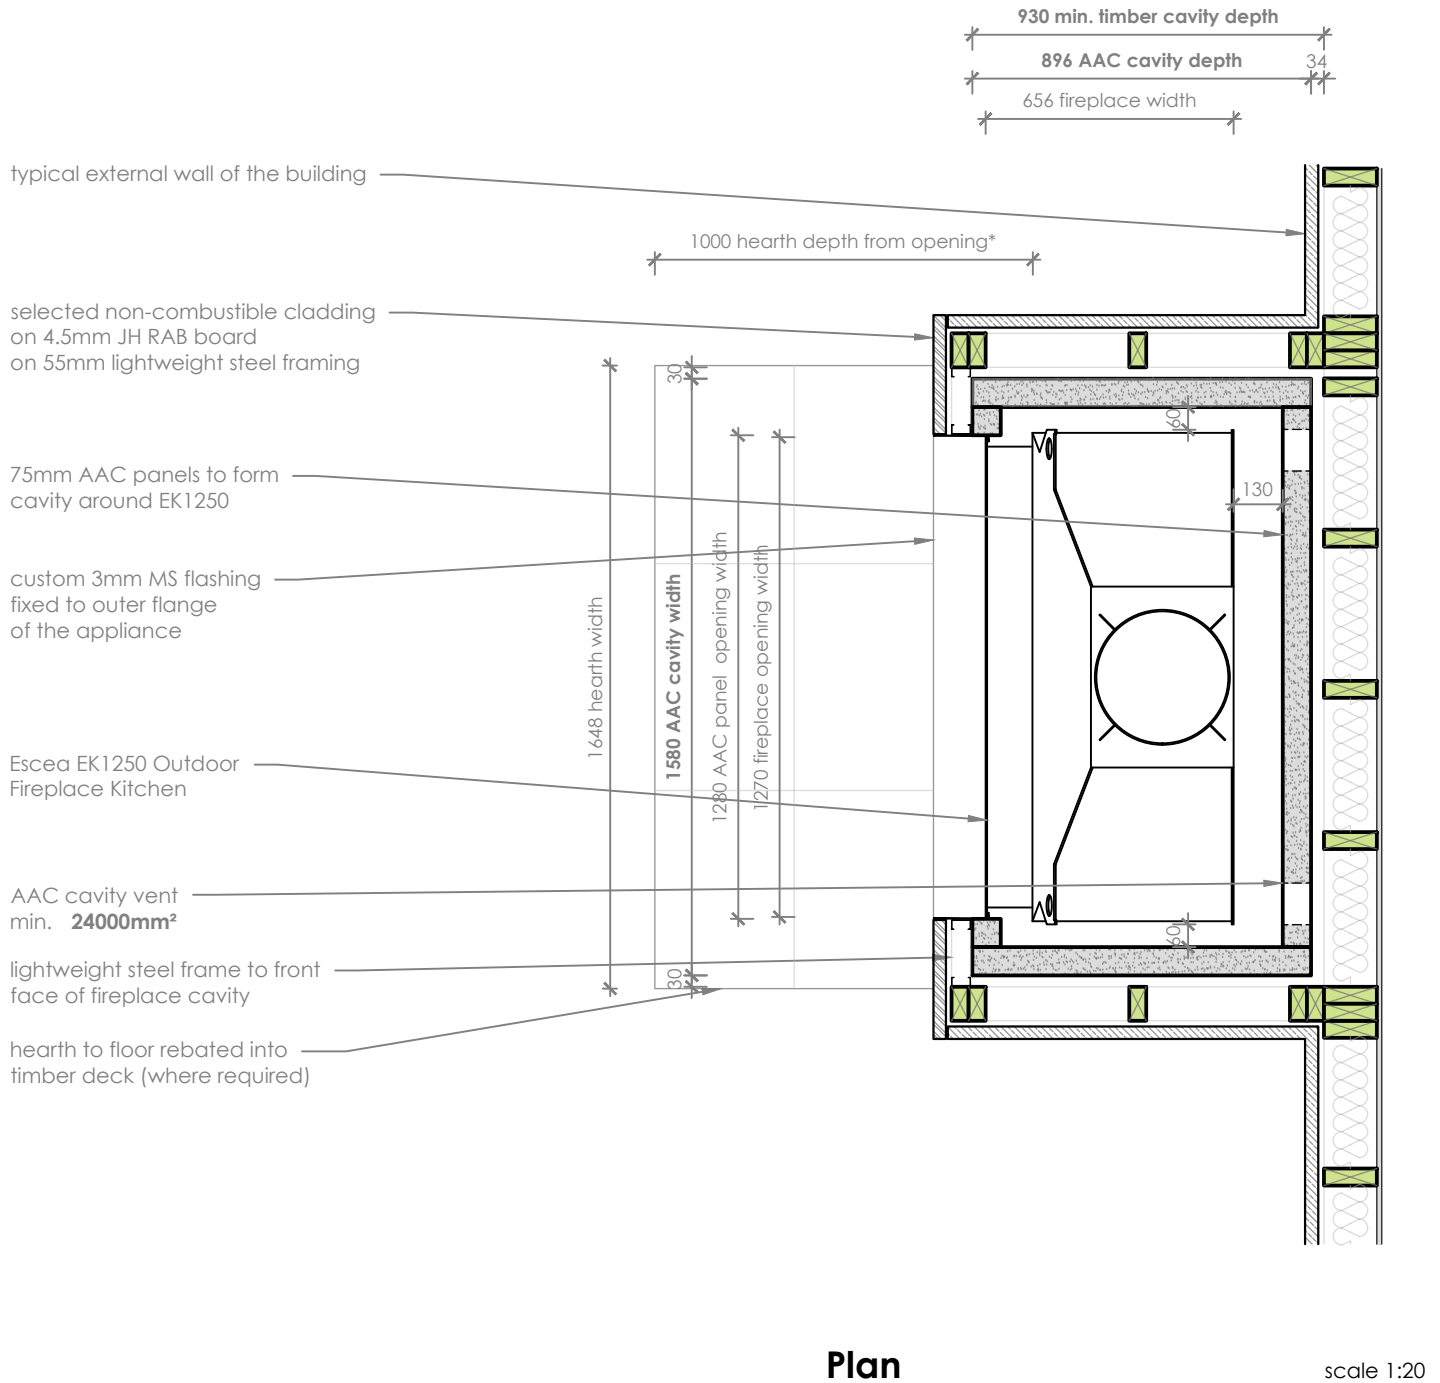 930 min. timber cavity depth
896 AAC cavity depth
34
656 fireplace width
typical external wall of the building
1000 hearth depth from opening*
selected non-combustible cladding
on 4.5mm JH RAB board
on 55mm lightweight steel framing
30
60
75mm AAC panels to form
cavity around EK1250
130
custom 3mm MS flashing
fixed to outer flange
of the appliance
1648 hearth width
1580 AAC cavity width
1280 AAC panel opening width
1270 fireplace opening width
Escea EK1250 Outdoor
Fireplace Kitchen
AAC cavity vent
min. 24000mm²
60
lightweight steel frame to front
face of fireplace cavity
30
hearth to floor rebated into
timber deck (where required)
Plan
scale 1:20